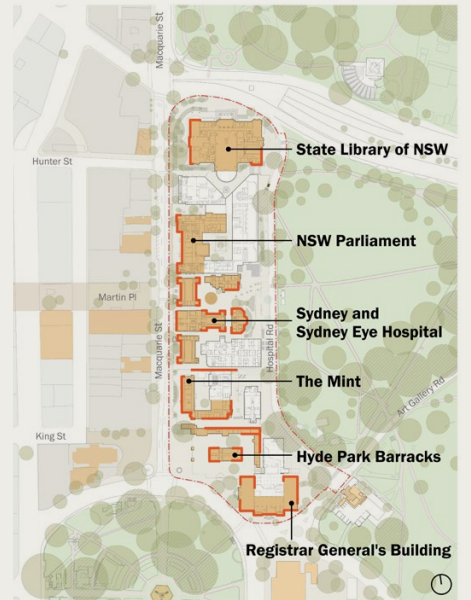 Macquarie St
State Library of NSW
Hunter St
NSW Parliament
Martin Pl
Sydney and
Sydney Eye Hospital
Macquarie St
Hospital Rd
The Mint
Art Gallery Rd
King St
Hyde Park Barracks
Registrar General's Building